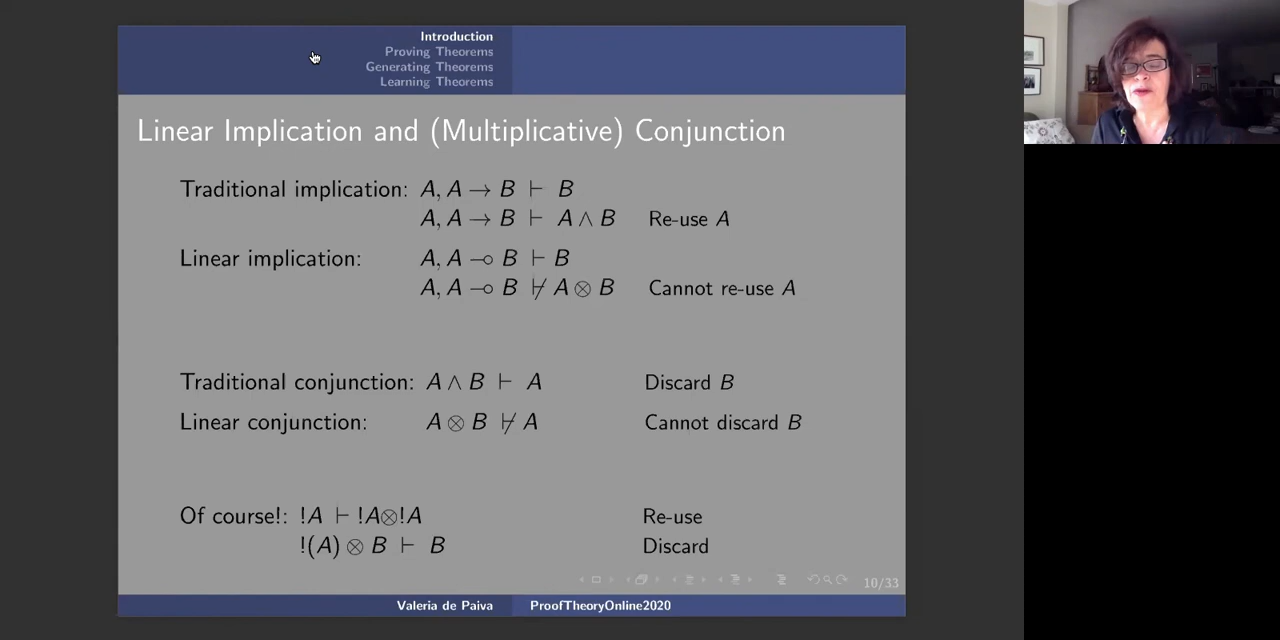 Introduction
Proving Theorems
Generating Theorems
Learning Theorems
Linear Implication and (Multiplicative) Conjunction
Traditional implication: A, A → B ⊢ B
A, A → B ⊢ A ∧ B Re-use A
Linear implication: A, A ⊸ B ⊢ B
A, A ⊸ B ⊬ A ⊗ B Cannot re-use A
Traditional conjunction: A ∧ B ⊢ A Discard B
Linear conjunction: A ⊗ B ⊬ A Cannot discard B
Of course!: !A ⊢ !A⊗!A Re-use
!(A) ⊗ B ⊢ B Discard
10/33
Valeria de Paiva ProofTheoryOnline2020